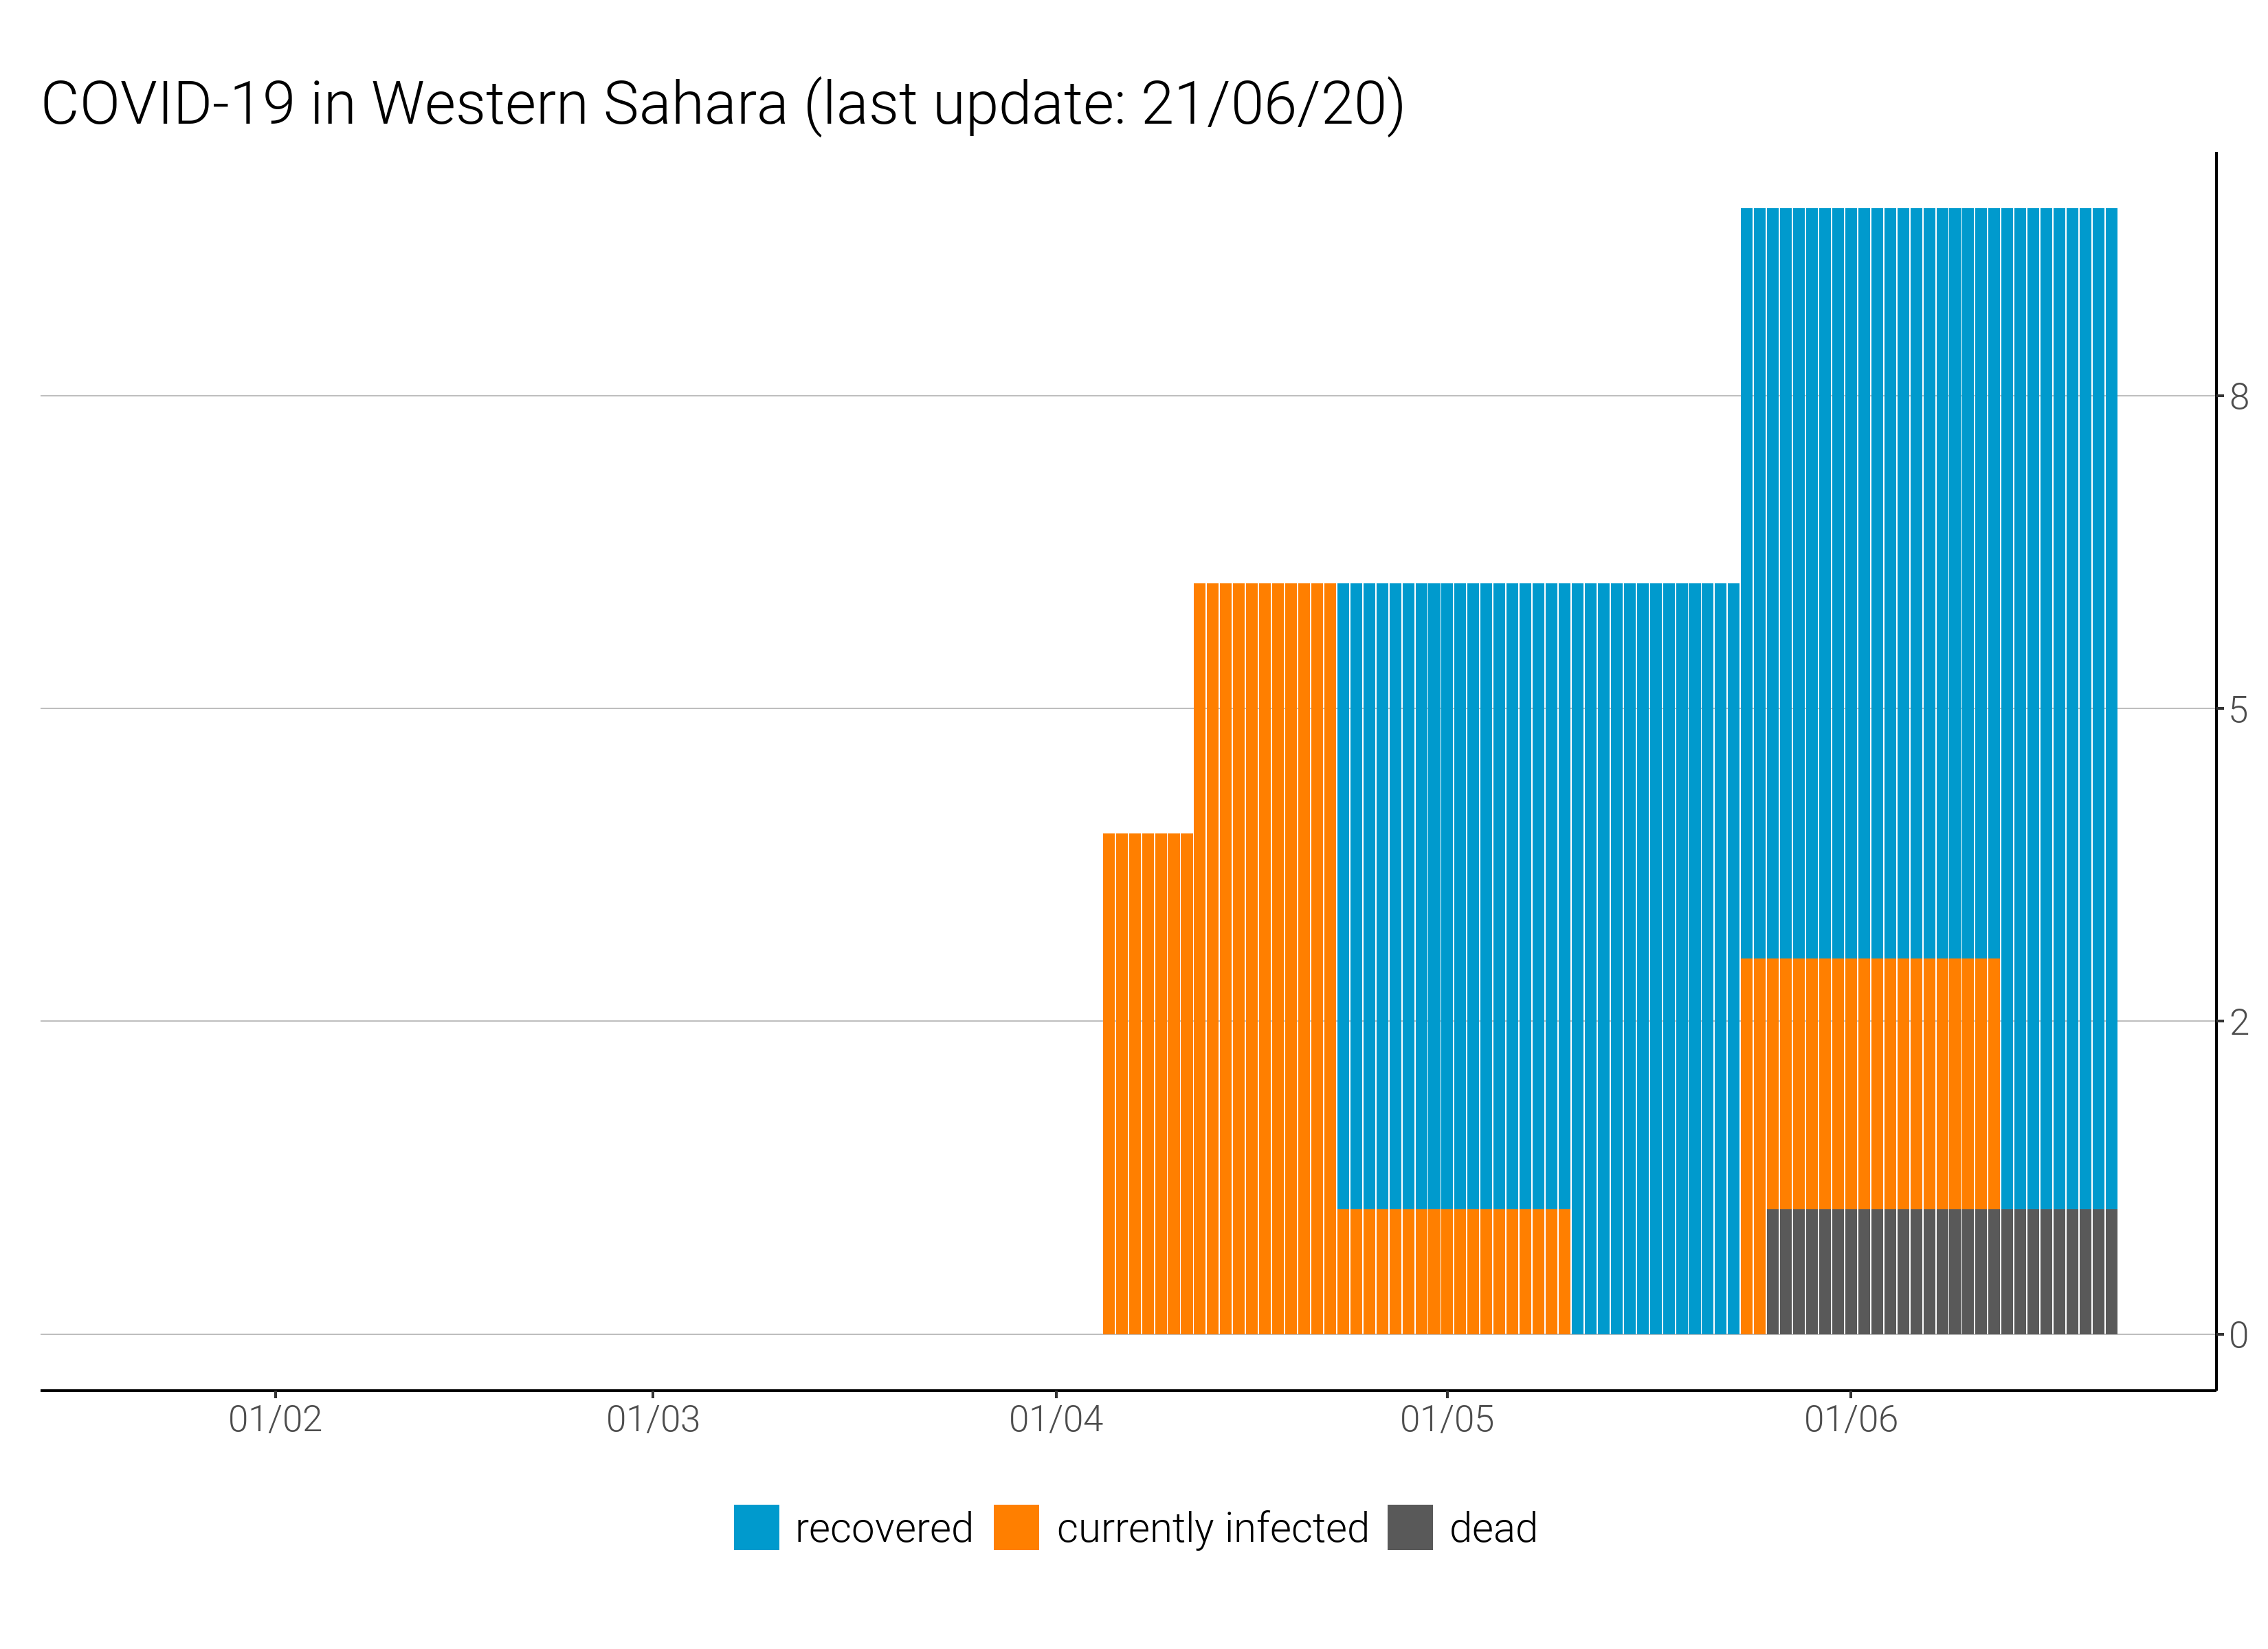 COVID-19 in Western Sahara (last update: 21/06/20)
8
5
2
0
01/02 01/03 01/04 01/05 01/06
recovered currently infected dead